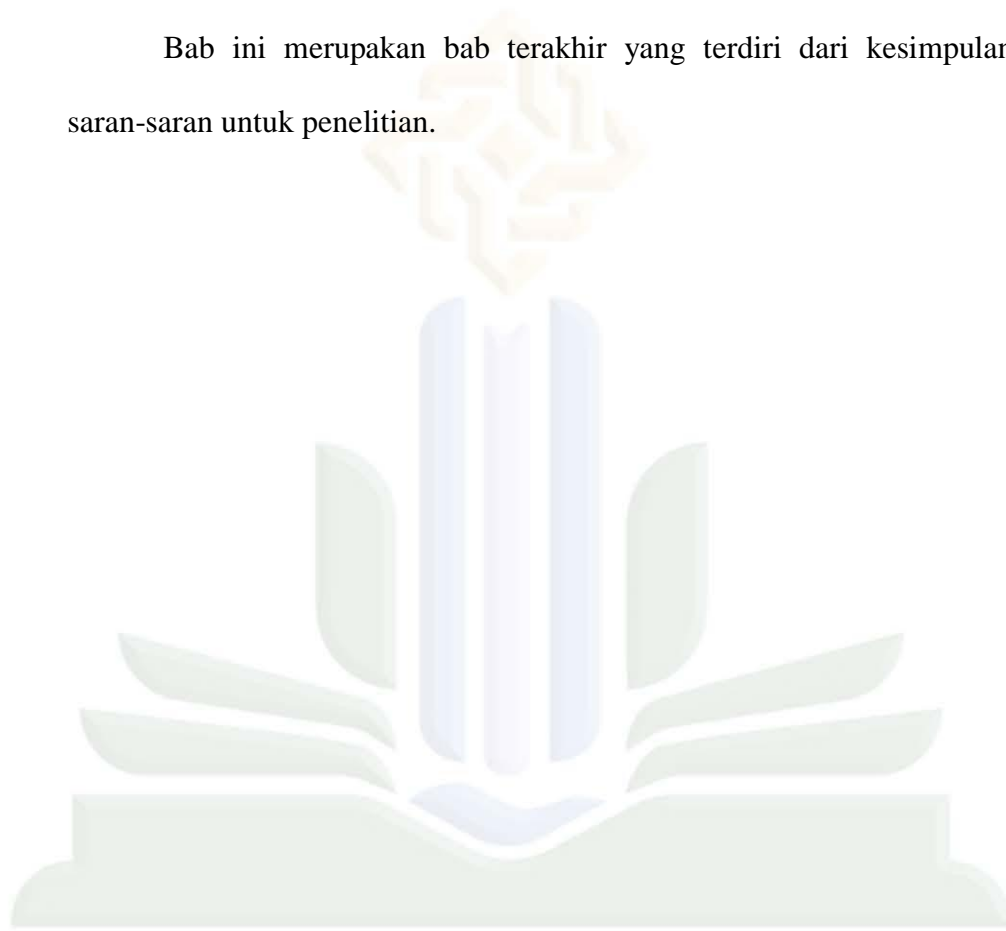 Bab ini merupakan bab terakhir yang terdiri dari kesimpulan
saran-saran untuk penelitian.